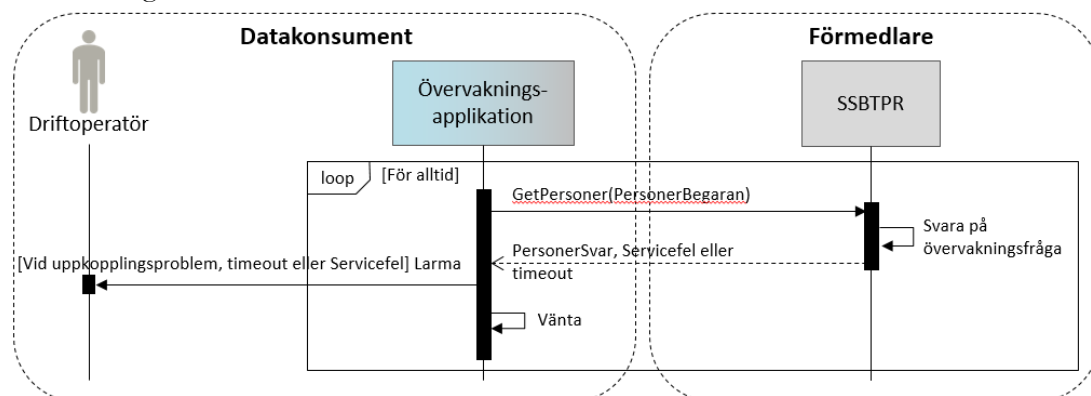 Datakonsument
Förmedlare
Driftoperatör
Övervaknings-
applikation
SSBTPR
loop
[För alltid]
GetPersoner(PersonerBegaran)
Svara på
övervakningsfråga
PersonerSvar, Servicefel eller
timeout
[Vid uppkopplingsproblem, timeout eller Servicefel] Larma
Vänta